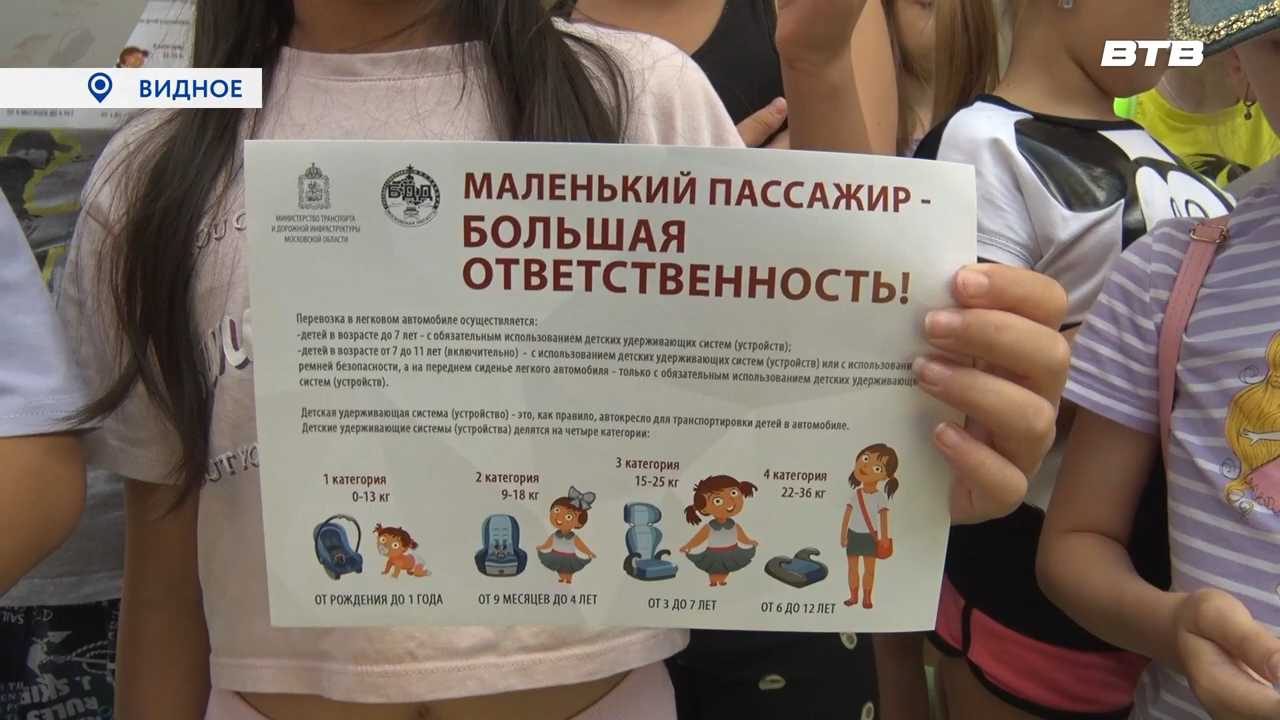 ВТВ
ВИДНОЕ
МИНИСТЕРСТВО ТРАНСПОРТА
И ДОРОЖНОЙ ИНФРАСТРУКТУРЫ
МОСКОВСКОЙ ОБЛАСТИ
БДД
МАЛЕНЬКИЙ ПАССАЖИР -
БОЛЬШАЯ
ОТВЕТСТВЕННОСТЬ!
Перевозка в легковом автомобиле осуществляется:
-детей в возрасте до 7 лет - с обязательным использованием детских удерживающих систем (устройств);
-детей в возрасте от 7 до 11 лет (включительно) - с использованием детских удерживающих систем (устройств) или с использовани
ремней безопасности, а на переднем сиденье легкого автомобиля - только с обязательным использованием детских удерживающи
систем (устройств).
Детская удерживающая система (устройство) - это, как правило, автокресло для транспортировки детей в автомобиле.
Детские удерживающие системы (устройства) делятся на четыре категории:
1 категория
0-13 кг
2 категория
9-18 кг
3 категория
15-25 кг
4 категория
22-36 кг
ОТ РОЖДЕНИЯ ДО 1 ГОДА
ОТ 9 МЕСЯЦЕВ ДО 4 ЛЕТ
ОТ 3 ДО 7 ЛЕТ
ОТ 6 ДО 12 ЛЕТ